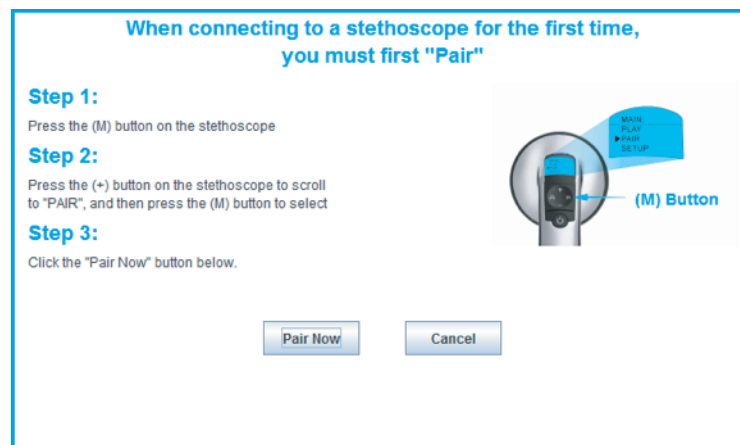 When connecting to a stethoscope for the first time,
you must first "Pair"
Step 1:
Press the (M) button on the stethoscope
Step 2:
Press the (+) button on the stethoscope to scroll
to "PAIR", and then press the (M) button to select
Step 3:
Click the "Pair Now" button below.
MAIN
PLAY
▶PAIR
SETUP
(M) Button
Pair Now
Cancel